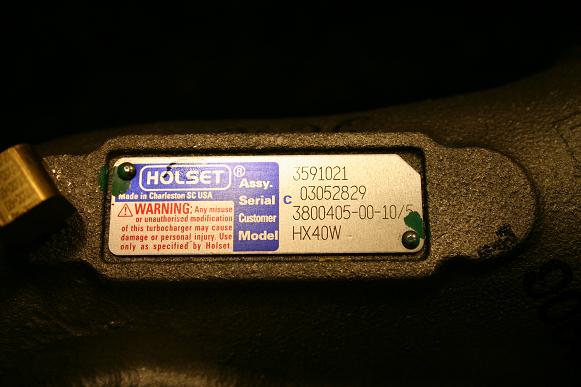 HOLSET®
Made in Charleston SC USA
⚠ WARNING: Any misuse
or unauthorised modification
of this turbocharger may cause
damage or personal injury. Use
only as specified by Holset.
Assy. 3591021
Serial C 03052829
Customer 3800405-00-10/5
Model HX40W